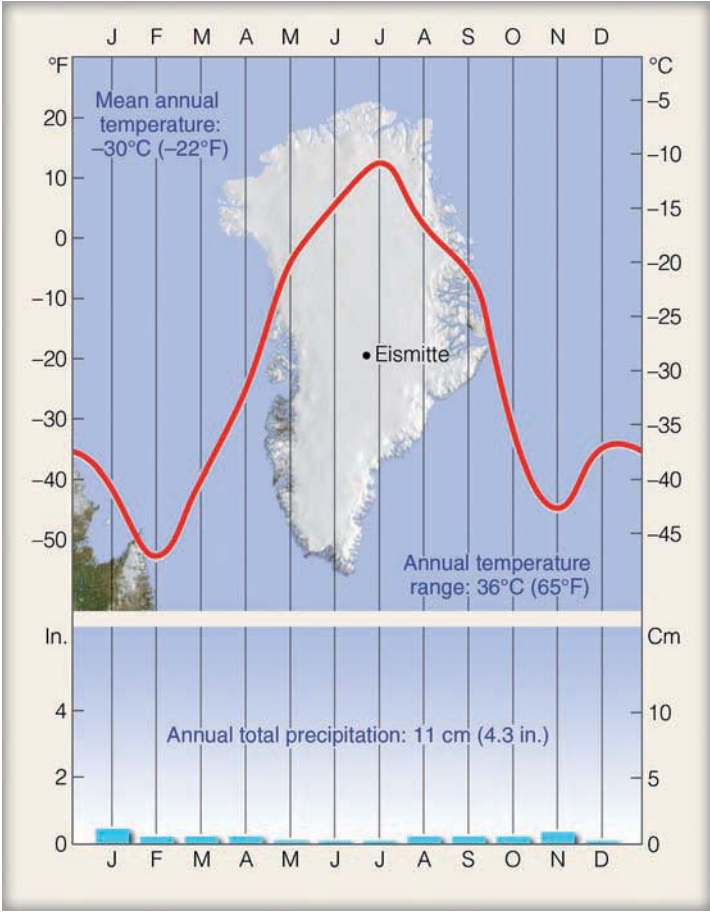 J F M A M J J A S O N D
°F
°C
Mean annual
temperature:
–30°C (–22°F)
20
10
0
–10
–20
–30
–40
–50
–5
–10
–15
–20
–25
–30
–35
–40
–45
Eismitte
Annual temperature
range: 36°C (65°F)
In.
Cm
4
2
0
10
5
0
Annual total precipitation: 11 cm (4.3 in.)
J F M A M J J A S O N D